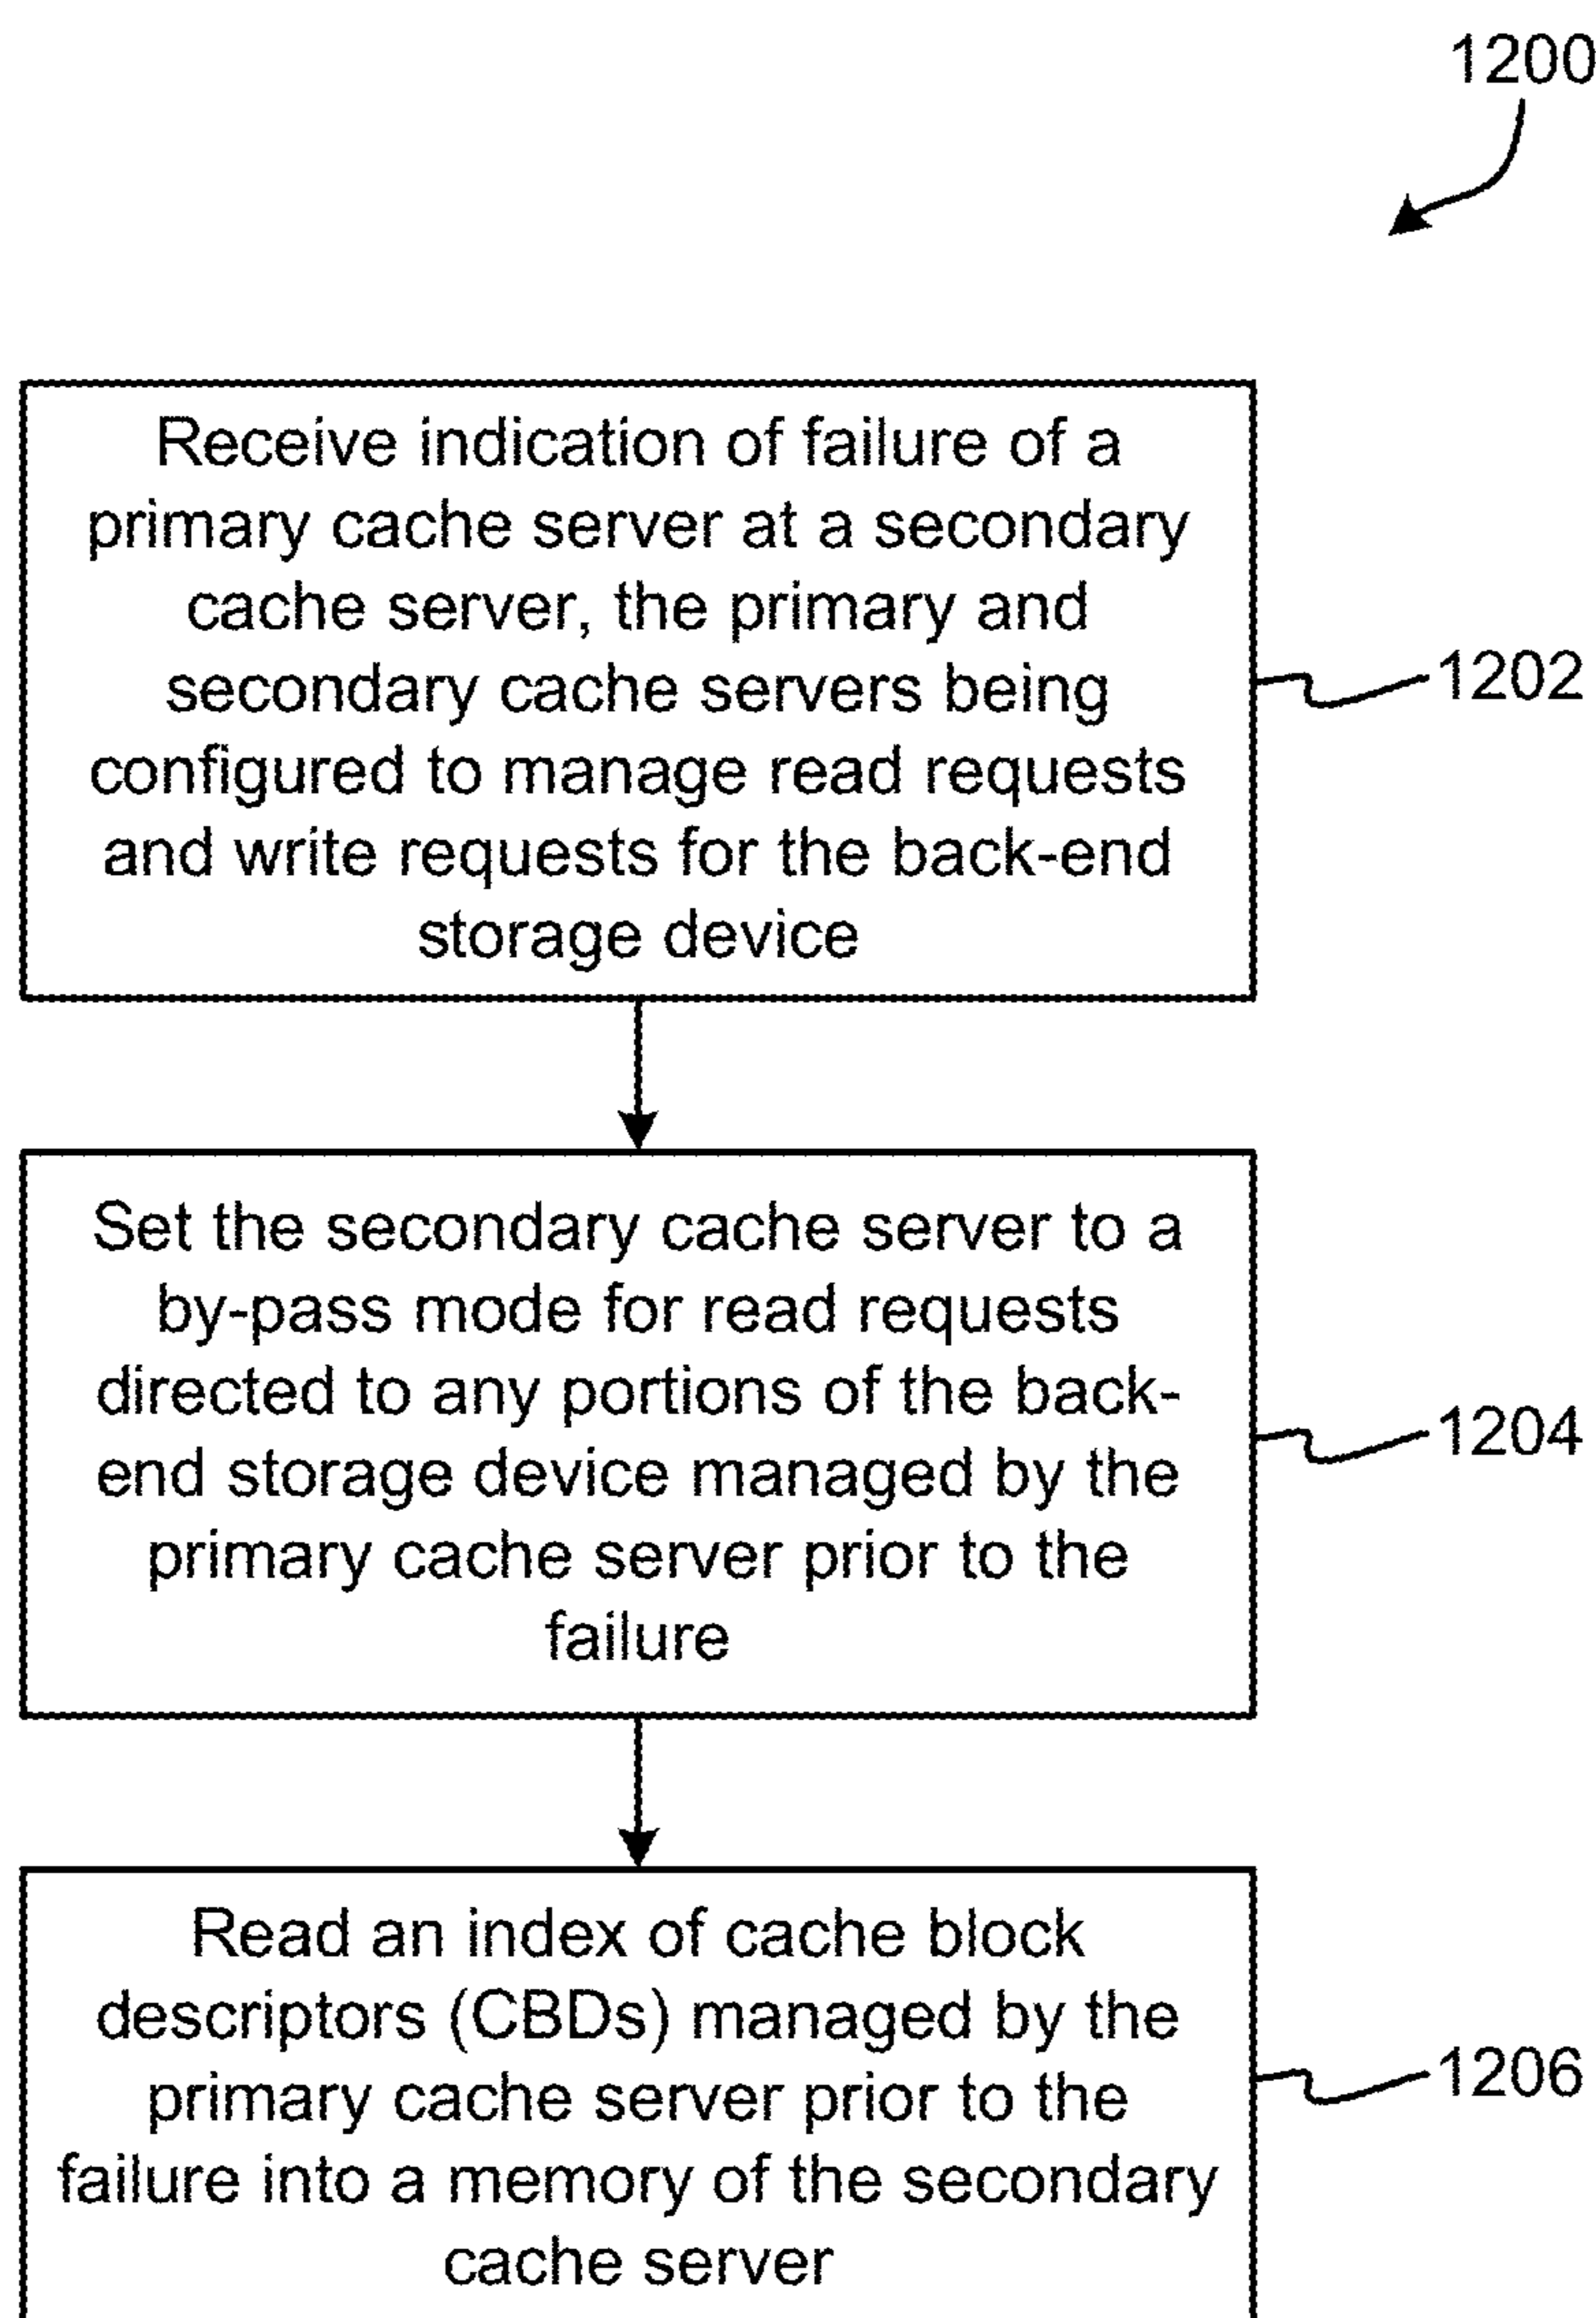 1200
Receive indication of failure of a
primary cache server at a secondary
cache server, the primary and
secondary cache servers being
configured to manage read requests
and write requests for the back-end
storage device
1202
Set the secondary cache server to a
by-pass mode for read requests
directed to any portions of the back-
end storage device managed by the
primary cache server prior to the
failure
1204
Read an index of cache block
descriptors (CBDs) managed by the
primary cache server prior to the
failure into a memory of the secondary
cache server
1206